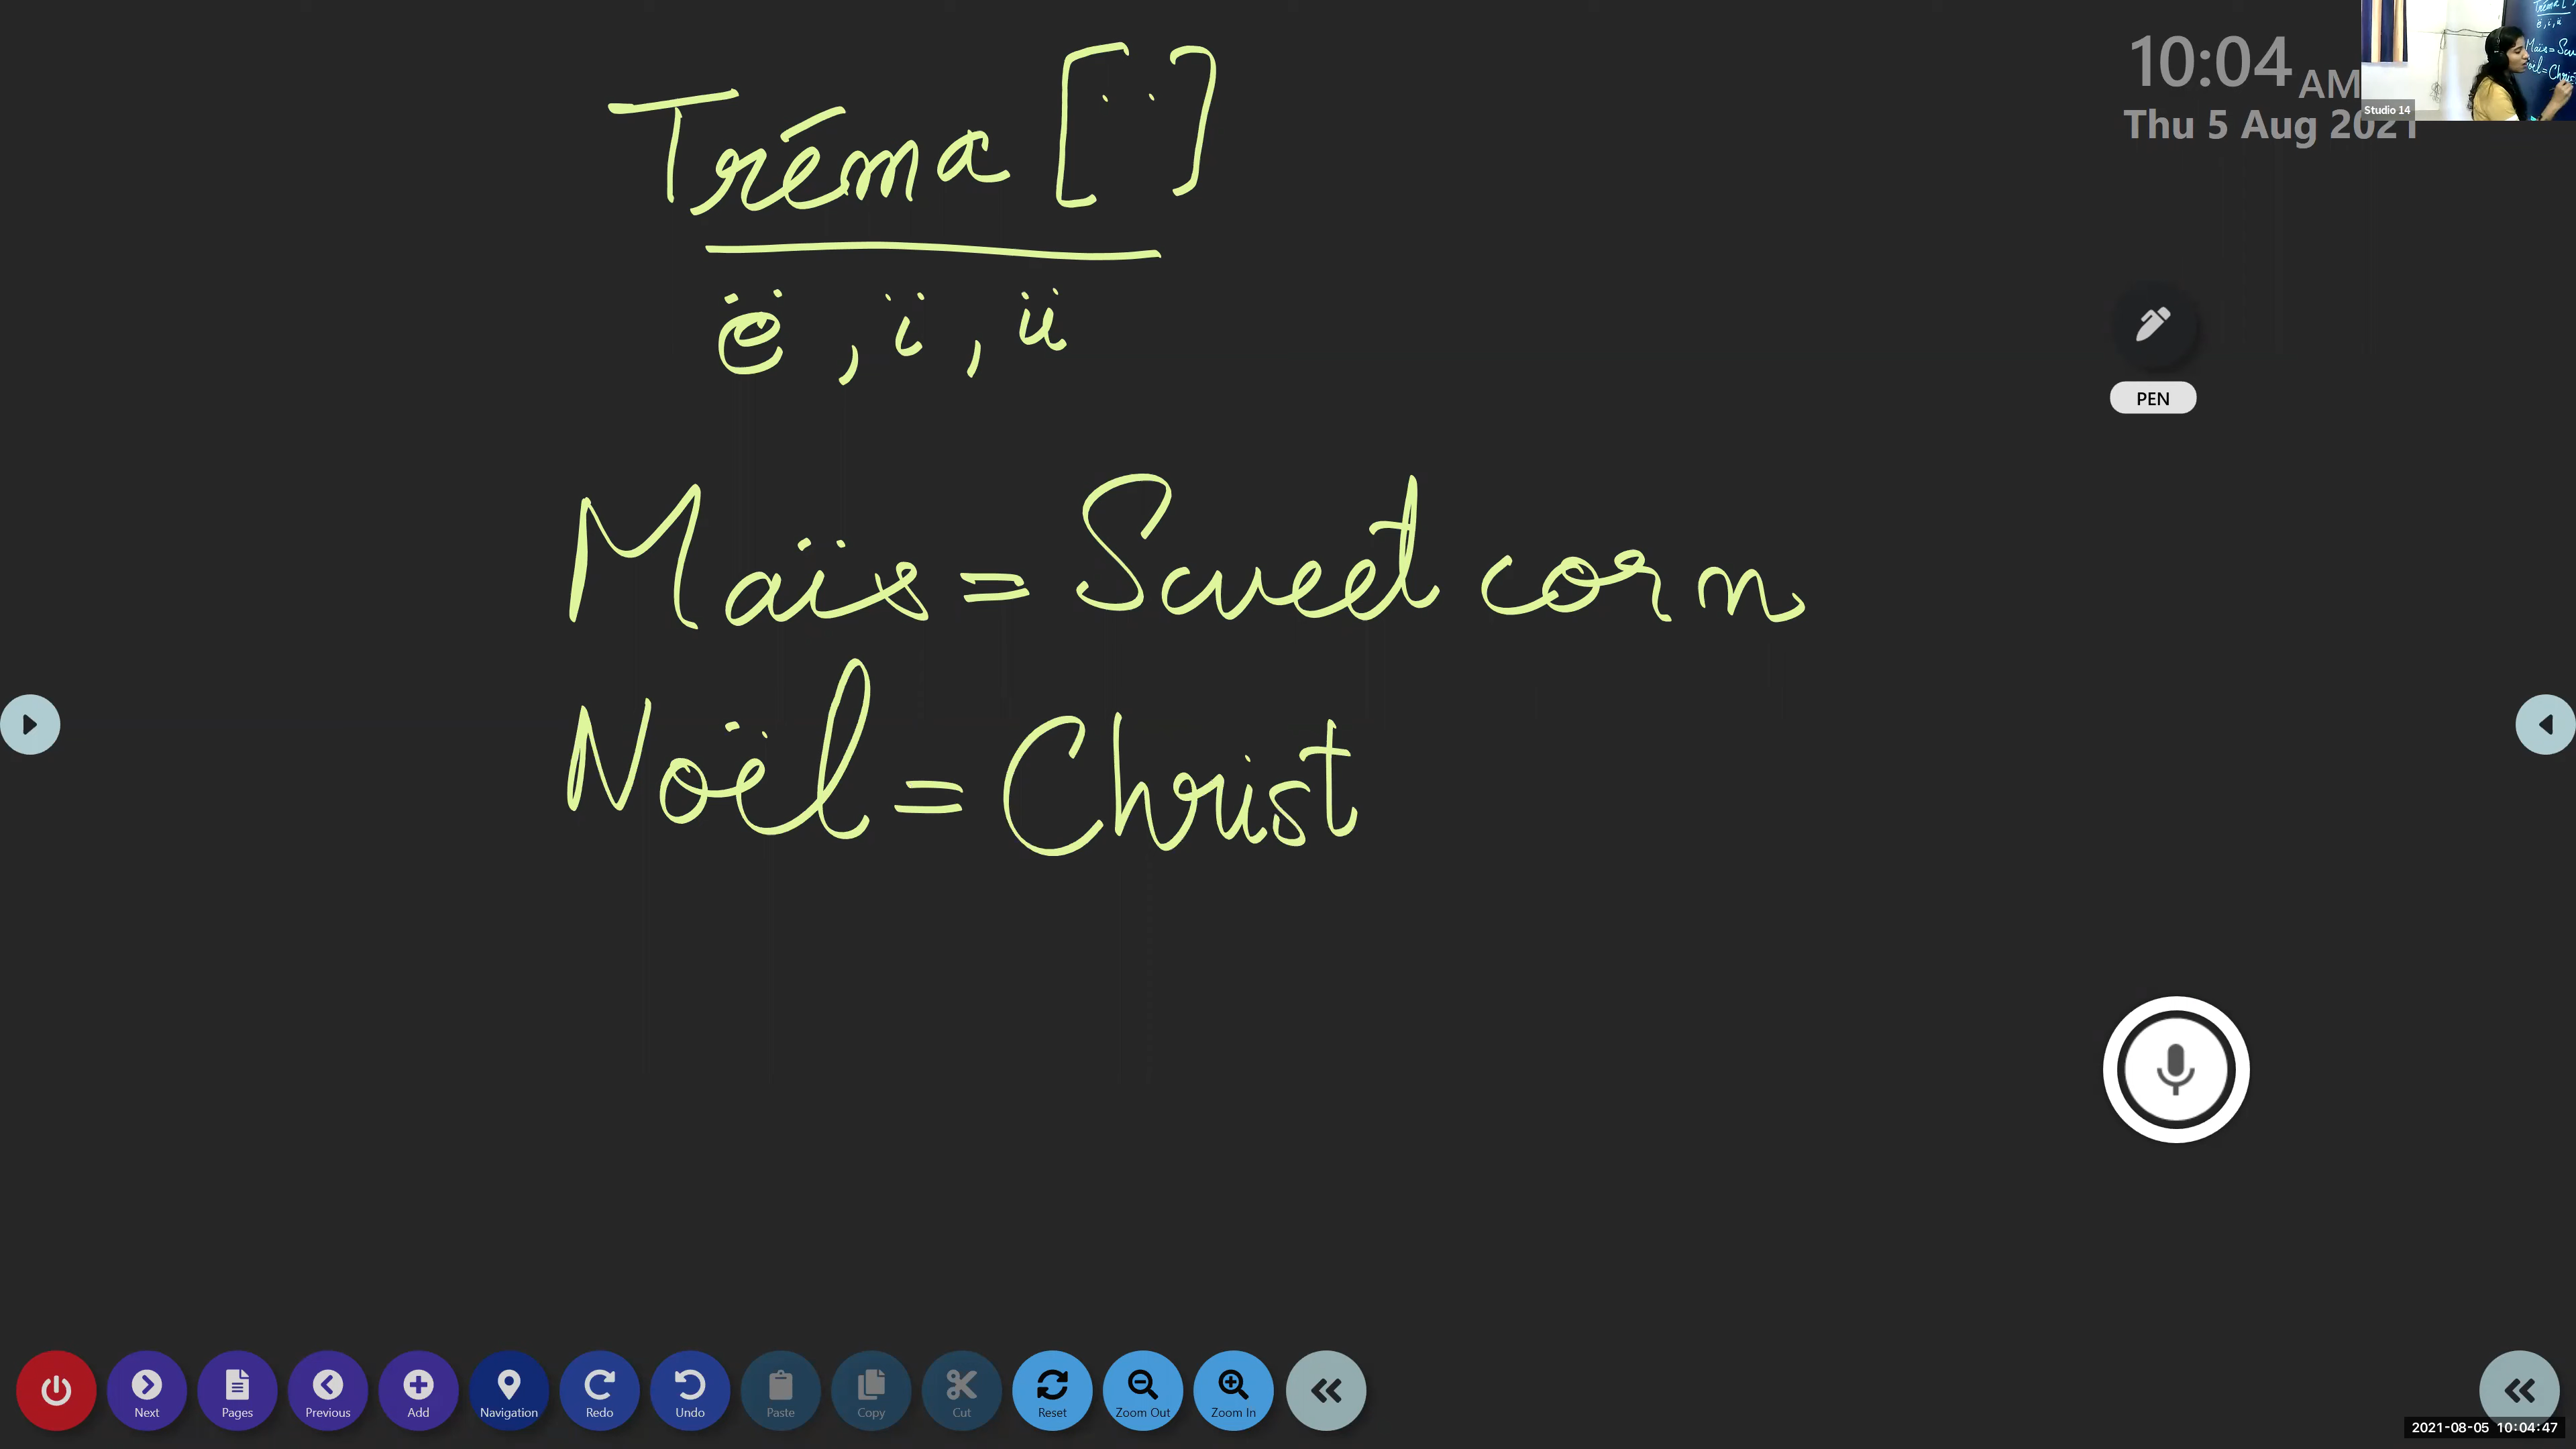 Tréma [¨]
ë, ï, ü
Maïs = Sweet corn
Noël = Christ
10:04 AM
Thu 5 Aug 2021
Studio 14
PEN
Next
Pages
Previous
Add
Navigation
Redo
Undo
Paste
Copy
Cut
Reset
Zoom Out
Zoom In
2021-08-05 10:04:47